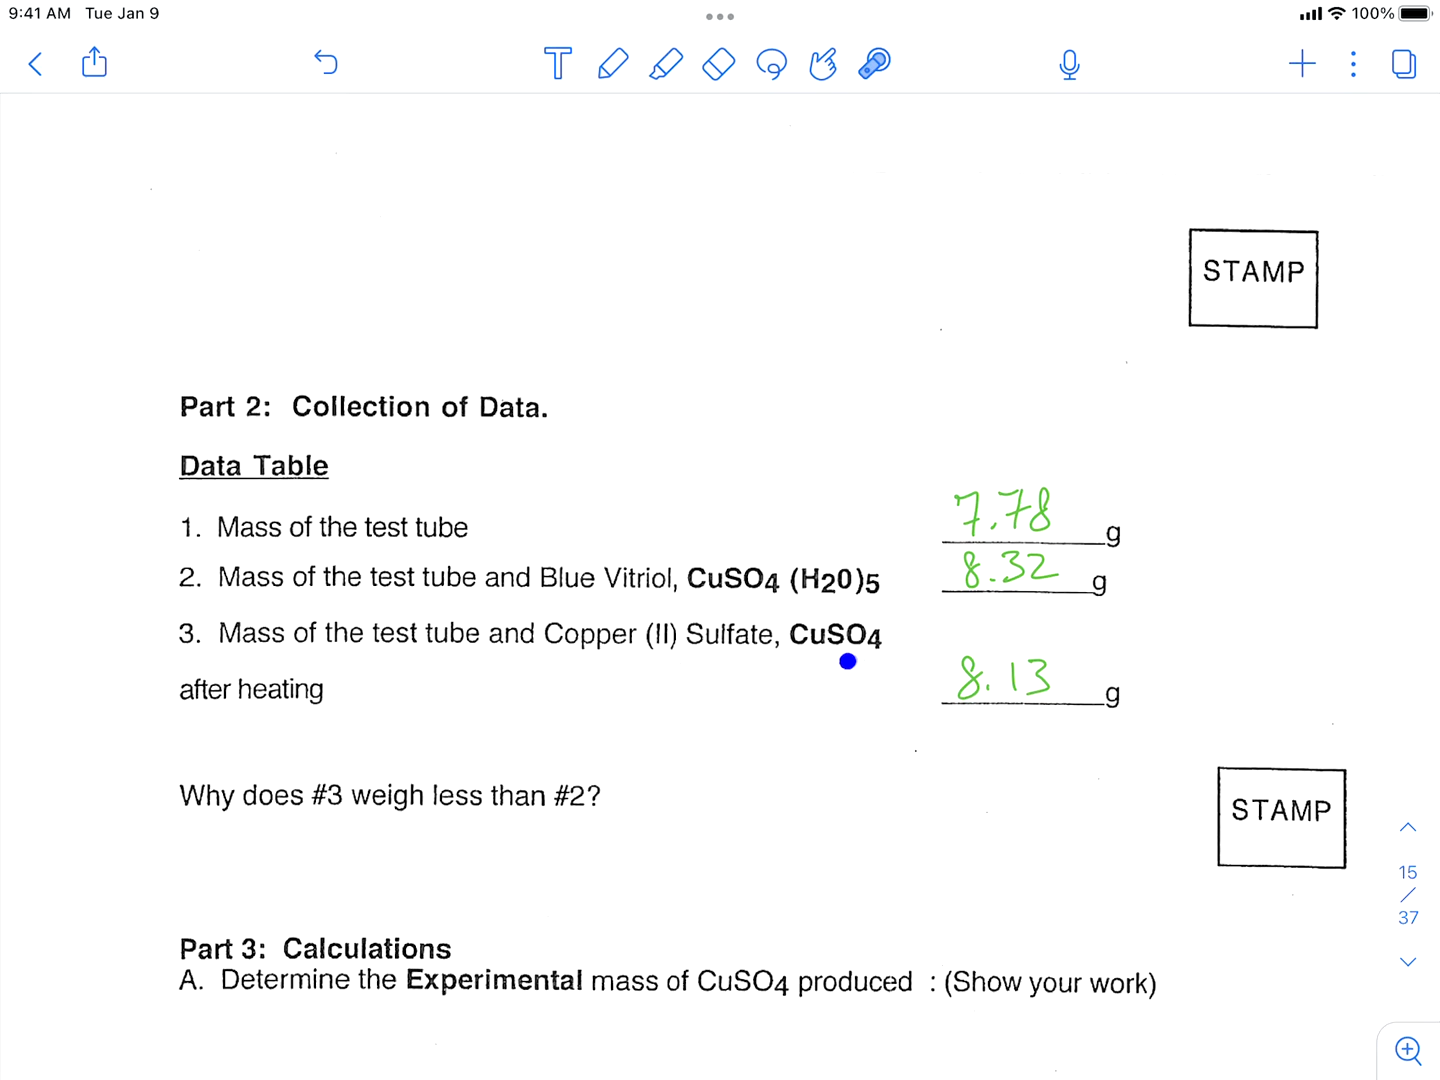 9:41 AM Tue Jan 9
100%
STAMP
Part 2: Collection of Data.
Data Table
1. Mass of the test tube 7.78 g
2. Mass of the test tube and Blue Vitriol, CuSO4 (H20)5 8.32 g
3. Mass of the test tube and Copper (II) Sulfate, CuSO4
after heating 8.13 g
Why does #3 weigh less than #2?
STAMP
15
/
37
Part 3: Calculations
A. Determine the Experimental mass of CuSO4 produced : (Show your work)